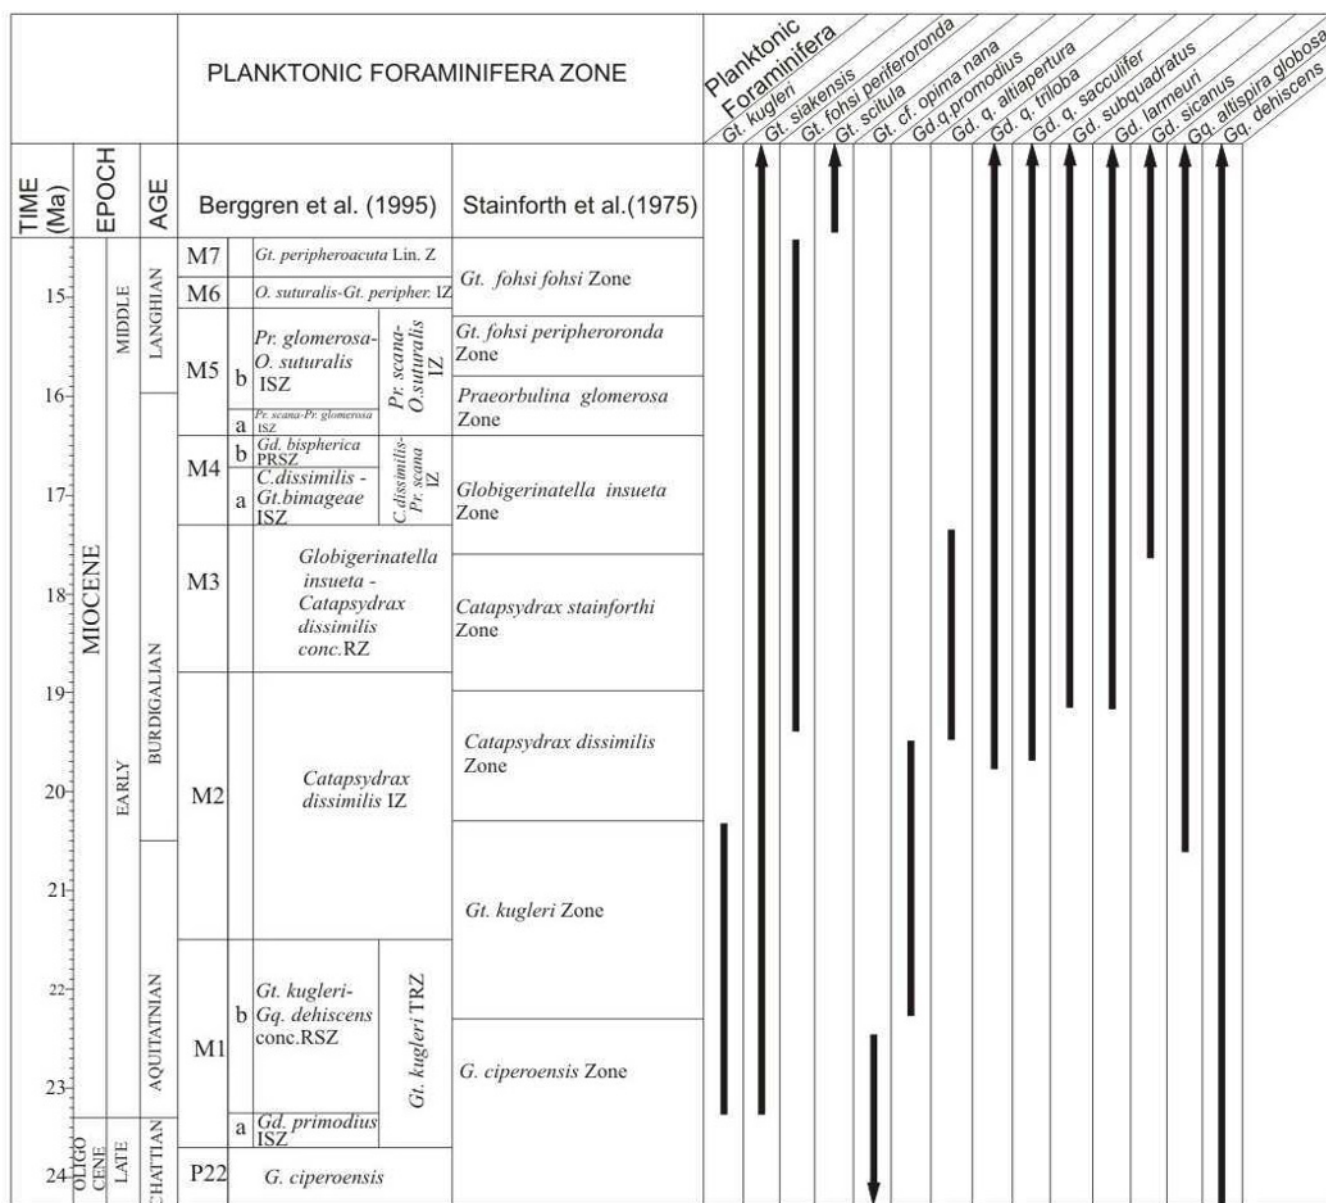 PLANKTONIC FORAMINIFERA ZONE
Planktonic
Foraminifera
Gt. kugleri
Gt. siakensis
Gt. fohsi periferoronda
Gt. scitula
Gt. cf. opima nana
Gd.q.promodius
Gd. q. altiapertura
Gd. q. triloba
Gd. q. sacculifer
Gd. subquadratus
Gd. larmeuri
Gd. sicanus
Gq. altispira globosa
Gq. dehiscens
TIME
(Ma)
EPOCH
AGE
Berggren et al. (1995)
Stainforth et al.(1975)
15
16
17
18
19
20
21
22
23
24
MIOCENE
OLIGO
CENE
MIDDLE
EARLY
LATE
LANGHIAN
BURDIGALIAN
AQUITATNIAN
CHATTIAN
M7
Gt. peripheroacuta Lin. Z
M6
O. suturalis-Gt. peripher. IZ
M5
b
Pr. glomerosa-
O. suturalis
ISZ
a
Pr. scana-Pr. glomerosa
ISZ
Pr. scana-
O.suturalis
IZ
M4
b
Gd. bispherica
PRSZ
a
C.dissimilis -
Gt.bimageae
ISZ
C.dissimilis-
Pr. scana
IZ
M3
Globigerinatella
insueta -
Catapsydrax
dissimilis
conc.RZ
M2
Catapsydrax
dissimilis IZ
M1
b
Gt. kugleri-
Gq. dehiscens
conc.RSZ
a
Gd. primodius
ISZ
Gt. kugleri TRZ
P22
G. ciperoensis
Gt. fohsi fohsi Zone
Gt. fohsi peripheroronda
Zone
Praeorbulina glomerosa
Zone
Globigerinatella insueta
Zone
Catapsydrax stainforthi
Zone
Catapsydrax dissimilis
Zone
Gt. kugleri Zone
G. ciperoensis Zone